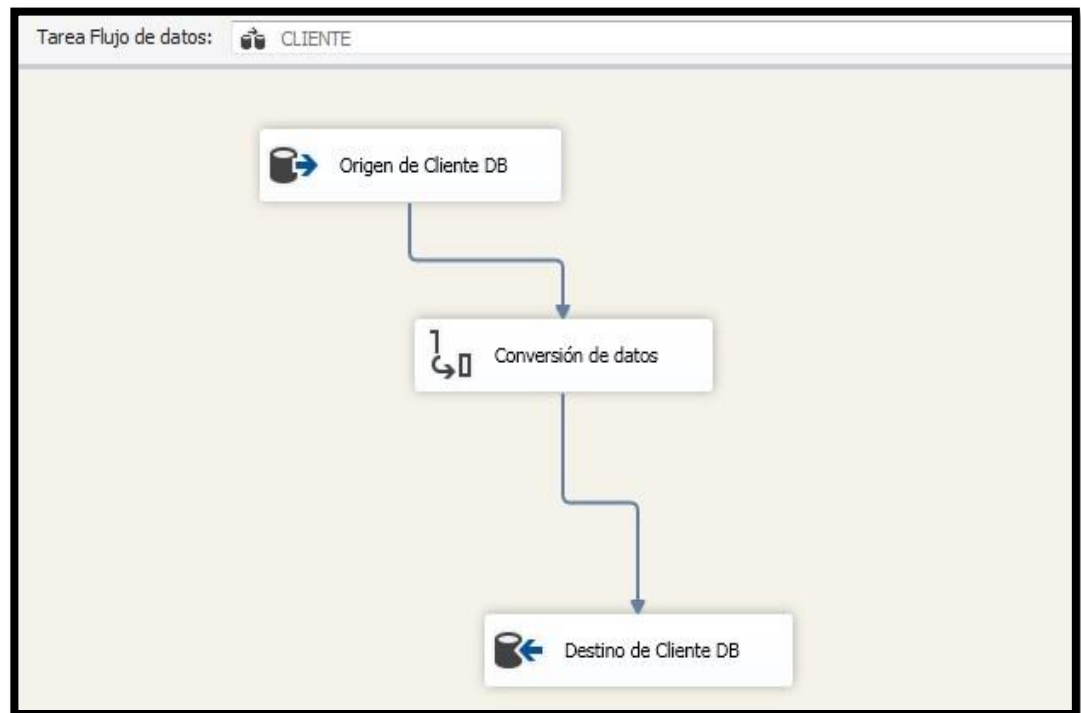 Tarea Flujo de datos: CLIENTE
Origen de Cliente DB
Conversión de datos
Destino de Cliente DB